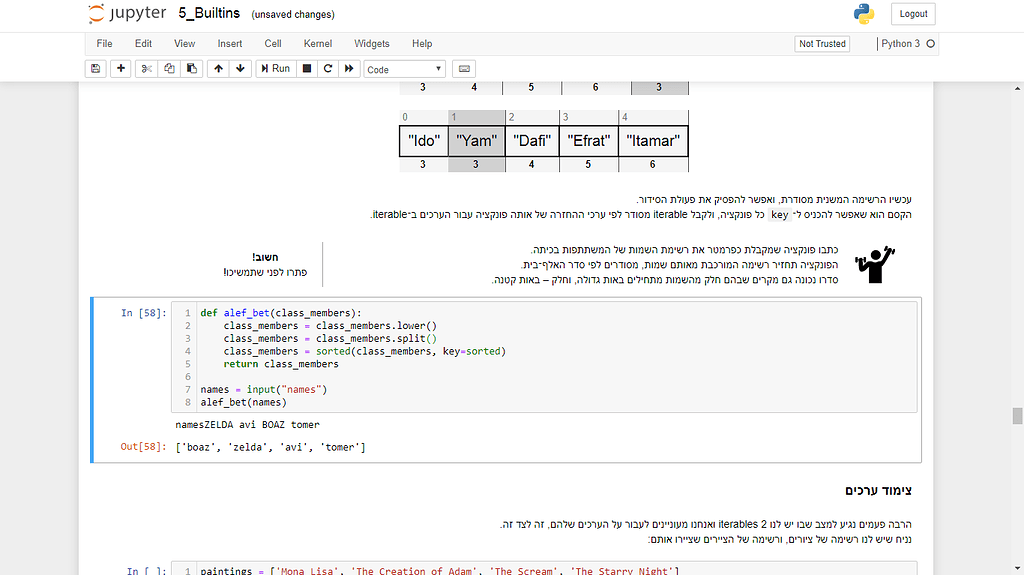 jupyter 5_Builtins (unsaved changes)
Logout
File Edit View Insert Cell Kernel Widgets Help
Not Trusted
Python 3
Run
Code
3 4 5 6 3
0 1 2 3 4
"Ido" "Yam" "Dafi" "Efrat" "Itamar"
3 3 4 5 6
עכשיו הרשימה המשנית מסודרת, ואפשר להפסיק את פעולת הסידור.
הקסם הוא שאפשר להכניס ל־ key כל פונקציה, ולקבל iterable מסודר לפי ערכי ההחזרה של אותה פונקציה עבור הערכים ב־iterable.
כתבו פונקציה שמקבלת כפרמטר את רשימת השמות של המשתתפות בכיתה.
הפונקציה תחזיר רשימה המורכבת מאותם שמות, מסודרים לפי סדר האלף־בית.
סדרו נכונה גם מקרים שבהם חלק מהשמות מתחילים באות גדולה, וחלק – באות קטנה.
חשוב!
פתרו לפני שתמשיכו!
In [58]:
1 def alef_bet(class_members):
2     class_members = class_members.lower()
3     class_members = class_members.split()
4     class_members = sorted(class_members, key=sorted)
5     return class_members
6
7 names = input("names")
8 alef_bet(names)
namesZELDA avi BOAZ tomer
Out[58]: ['boaz', 'zelda', 'avi', 'tomer']
צימוד ערכים
הרבה פעמים נגיע למצב שבו יש לנו 2 iterables ואנחנו מעוניינים לעבור על הערכים שלהם, זה לצד זה.
נניח שיש לנו רשימה של ציורים, ורשימה של הציירים שציירו אותם:
In [ ]: 1 paintings = ['Mona Lisa', 'The Creation of Adam', 'The Scream', 'The Starry Night']